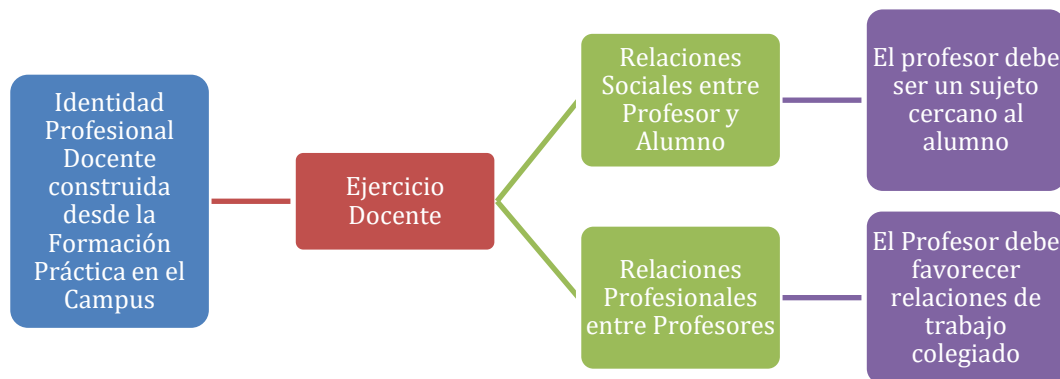 Identidad
Profesional
Docente
construida
desde la
Formación
Práctica en el
Campus
Ejercicio
Docente
Relaciones
Sociales entre
Profesor y
Alumno
El profesor debe
ser un sujeto
cercano al
alumno
Relaciones
Profesionales
entre Profesores
El Profesor debe
favorecer
relaciones de
trabajo
colegiado